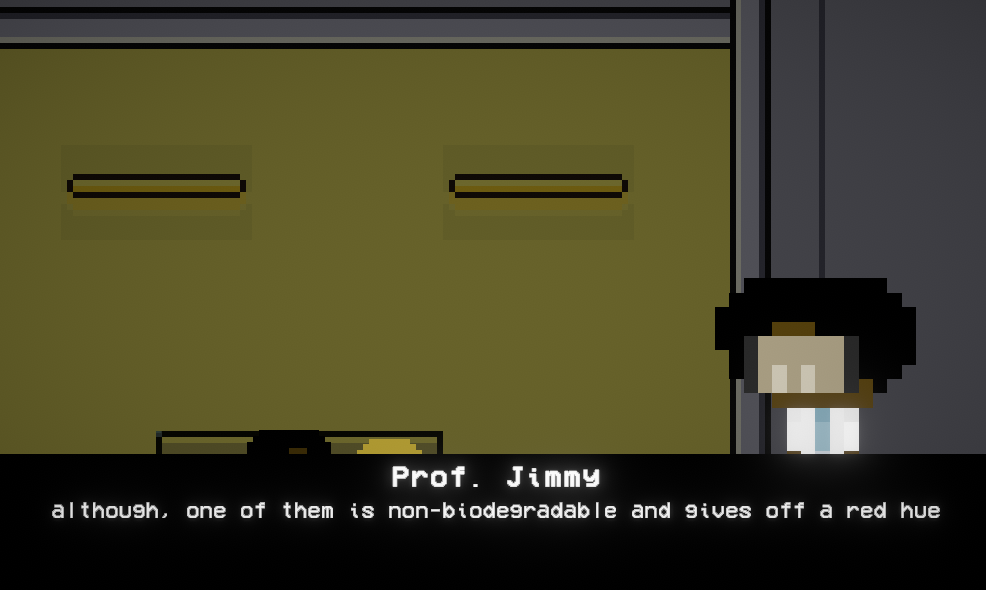 Prof. Jimmy
although, one of them is non-biodegradable and gives off a red hue